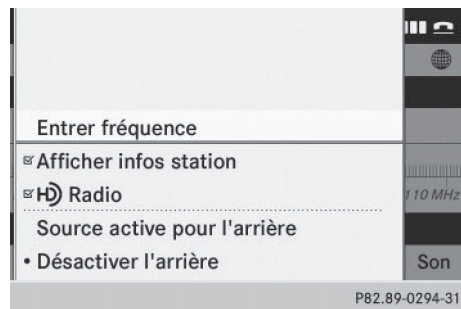 Entrer fréquence
Afficher infos station
HD Radio
110 MHz
Source active pour l'arrière
• Désactiver l'arrière
Son
P82.89-0294-31